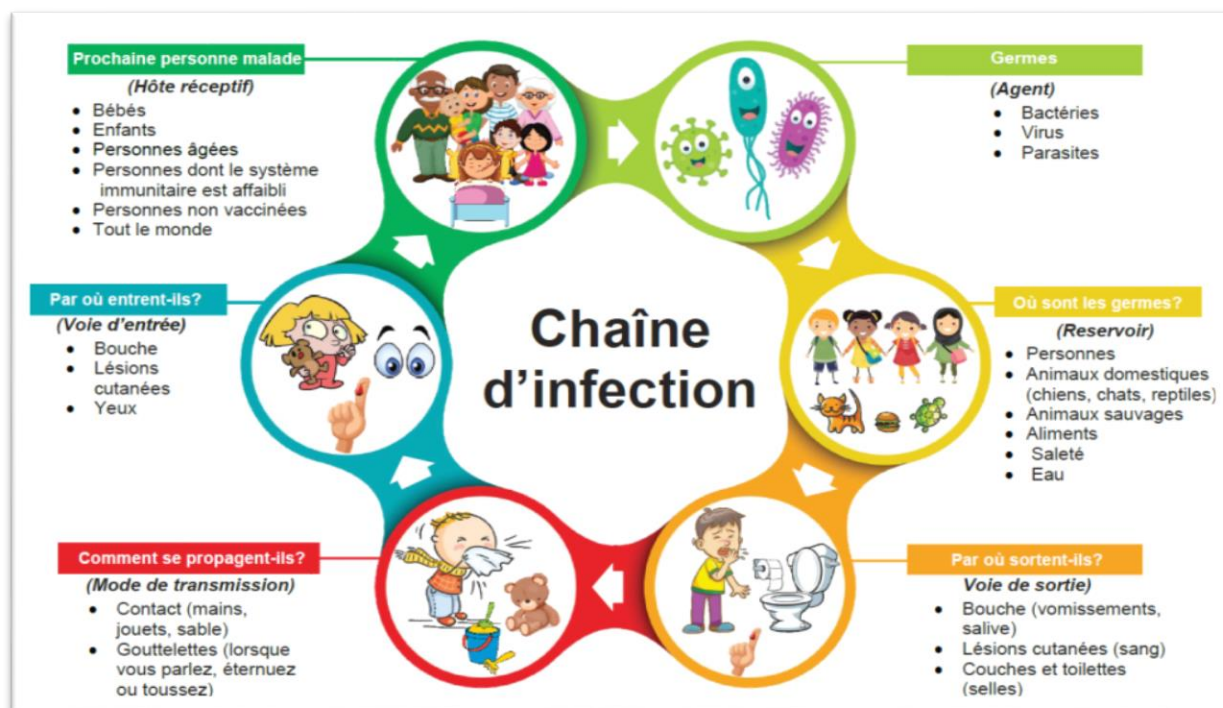 Prochaine personne malade
(Hôte réceptif)
• Bébés
• Enfants
• Personnes âgées
• Personnes dont le système
immunitaire est affaibli
• Personnes non vaccinées
• Tout le monde
Germes
(Agent)
• Bactéries
• Virus
• Parasites
Par où entrent-ils?
(Voie d'entrée)
• Bouche
• Lésions
cutanées
• Yeux
Chaîne
d'infection
Où sont les germes?
(Reservoir)
• Personnes
• Animaux domestiques
(chiens, chats, reptiles)
• Animaux sauvages
• Aliments
• Saleté
• Eau
Comment se propagent-ils?
(Mode de transmission)
• Contact (mains,
jouets, sable)
• Gouttelettes (lorsque
vous parlez, éternuez
ou toussez)
Par où sortent-ils?
Voie de sortie)
• Bouche (vomissements,
salive)
• Lésions cutanées (sang)
• Couches et toilettes
(selles)